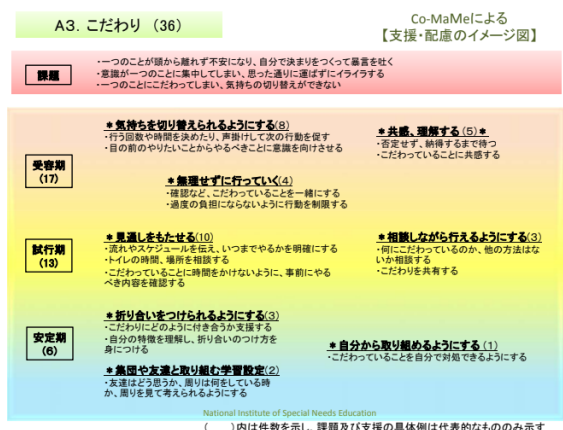 A3．こだわり （36）
Co-MaMeによる
【支援・配慮のイメージ図】
課題
・一つのことが頭から離れず不安になり、自分で決まりをつくって暴言を吐く
・意識が一つのことに集中してしまい、思った通りに運ばずにイライラする
・一つのことにこだわってしまい、気持ちの切り替えができない
受容期
(17)
＊気持ちを切り替えられるようにする(8)
・行う回数や時間を決めたり、声掛けして次の行動を促す
・目の前のやりたいことからやるべきことに意識を向けさせる
＊共感、理解する（5）＊
・否定せず、納得するまで待つ
・こだわっていることに共感する
＊無理せずに行っていく(4)
・確認など、こだわっていることを一緒にする
・過度の負担にならないように行動を制限する
試行期
(13)
＊見通しをもたせる(10)
・流れやスケジュールを伝え、いつまでやるかを明確にする
・トイレの時間、場所を相談する
・こだわっていることに時間をかけないように、事前にやる
べき内容を確認する
＊相談しながら行えるようにする(3)
・何にこだわっているのか、他の方法はな
いか相談する
・こだわりを共有する
安定期
(6)
＊折り合いをつけられるようにする(3)
・こだわりにどのように付き合うか支援する
・自分の特徴を理解し、折り合いのつけ方を
身につける
＊自分から取り組めるようにする（1）
・こだわっていることを自分で対処できるようにする
＊集団や友達と取り組む学習設定(2)
・友達はどう思うか、周りは何をしている時
か、周りを見て考えられるようにする
National Institute of Special Needs Education
（　　）内は件数を示し、課題及び支援の具体例は代表的なもののみ示す